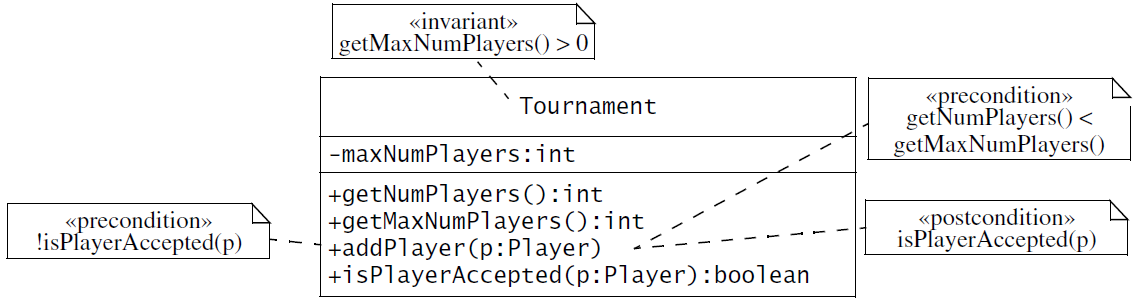 «invariant»
getMaxNumPlayers() > 0
Tournament
-maxNumPlayers:int
+getNumPlayers():int
+getMaxNumPlayers():int
+addPlayer(p:Player)
+isPlayerAccepted(p:Player):boolean
«precondition»
!isPlayerAccepted(p)
«precondition»
getNumPlayers() <
getMaxNumPlayers()
«postcondition»
isPlayerAccepted(p)